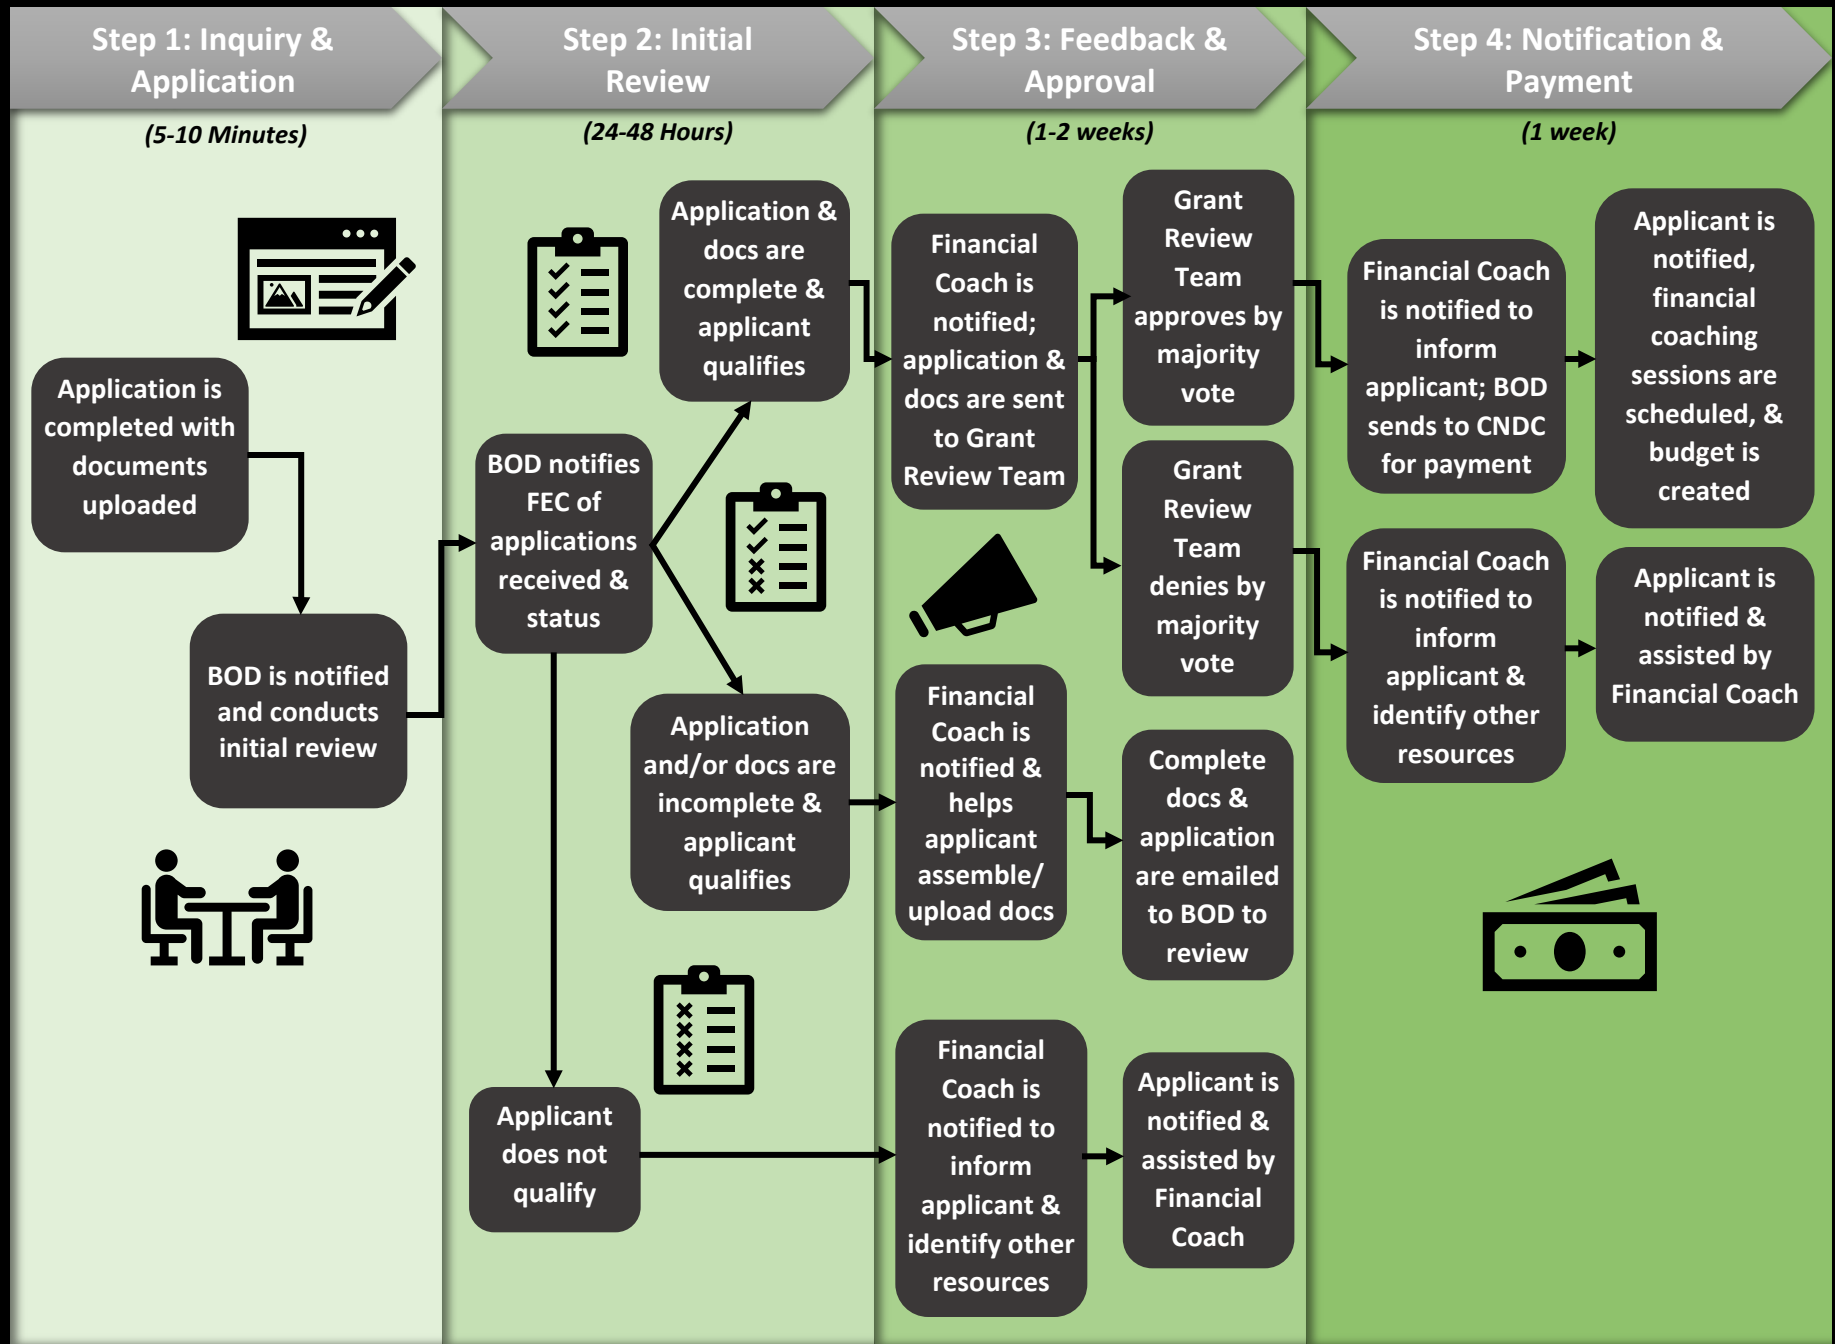 Step 1: Inquiry &
Application
(5-10 Minutes)
Application is
completed with
documents
uploaded
BOD is notified
and conducts
initial review
Step 2: Initial
Review
(24-48 Hours)
BOD notifies
FEC of
applications
received &
status
Application &
docs are
complete &
applicant
qualifies
Application
and/or docs are
incomplete &
applicant
qualifies
Applicant
does not
qualify
Step 3: Feedback &
Approval
(1-2 weeks)
Financial
Coach is
notified;
application &
docs are sent
to Grant
Review Team
Grant
Review
Team
approves by
majority
vote
Grant
Review
Team
denies by
majority
vote
Financial
Coach is
notified &
helps
applicant
assemble/
upload docs
Complete
docs &
application
are emailed
to BOD to
review
Financial
Coach is
notified to
inform
applicant &
identify other
resources
Applicant is
notified &
assisted by
Financial
Coach
Step 4: Notification &
Payment
(1 week)
Financial Coach
is notified to
inform
applicant; BOD
sends to CNDC
for payment
Applicant is
notified,
financial
coaching
sessions are
scheduled, &
budget is
created
Financial Coach
is notified to
inform
applicant &
identify other
resources
Applicant is
notified &
assisted by
Financial Coach